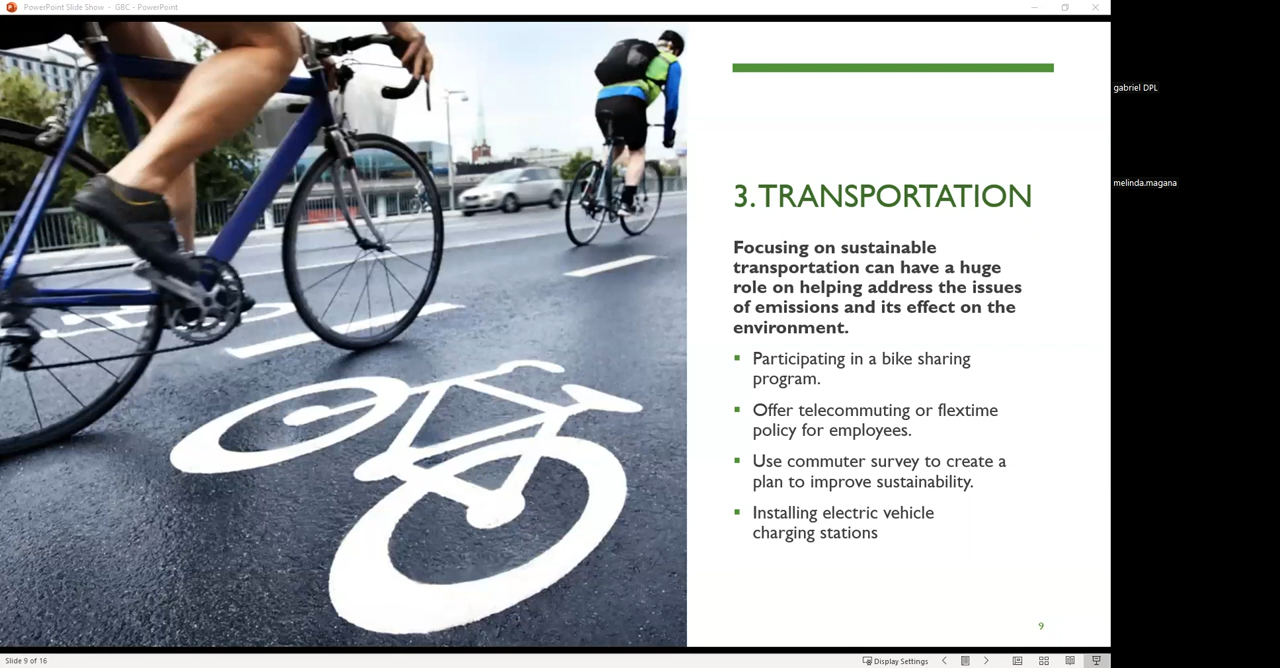 PowerPoint Slide Show - GBC - PowerPoint
gabriel DPL
melinda.magana
3. TRANSPORTATION
Focusing on sustainable
transportation can have a huge
role on helping address the issues
of emissions and its effect on the
environment.
▪ Participating in a bike sharing
program.
▪ Offer telecommuting or flextime
policy for employees.
▪ Use commuter survey to create a
plan to improve sustainability.
▪ Installing electric vehicle
charging stations
9
Slide 9 of 16
Display Settings